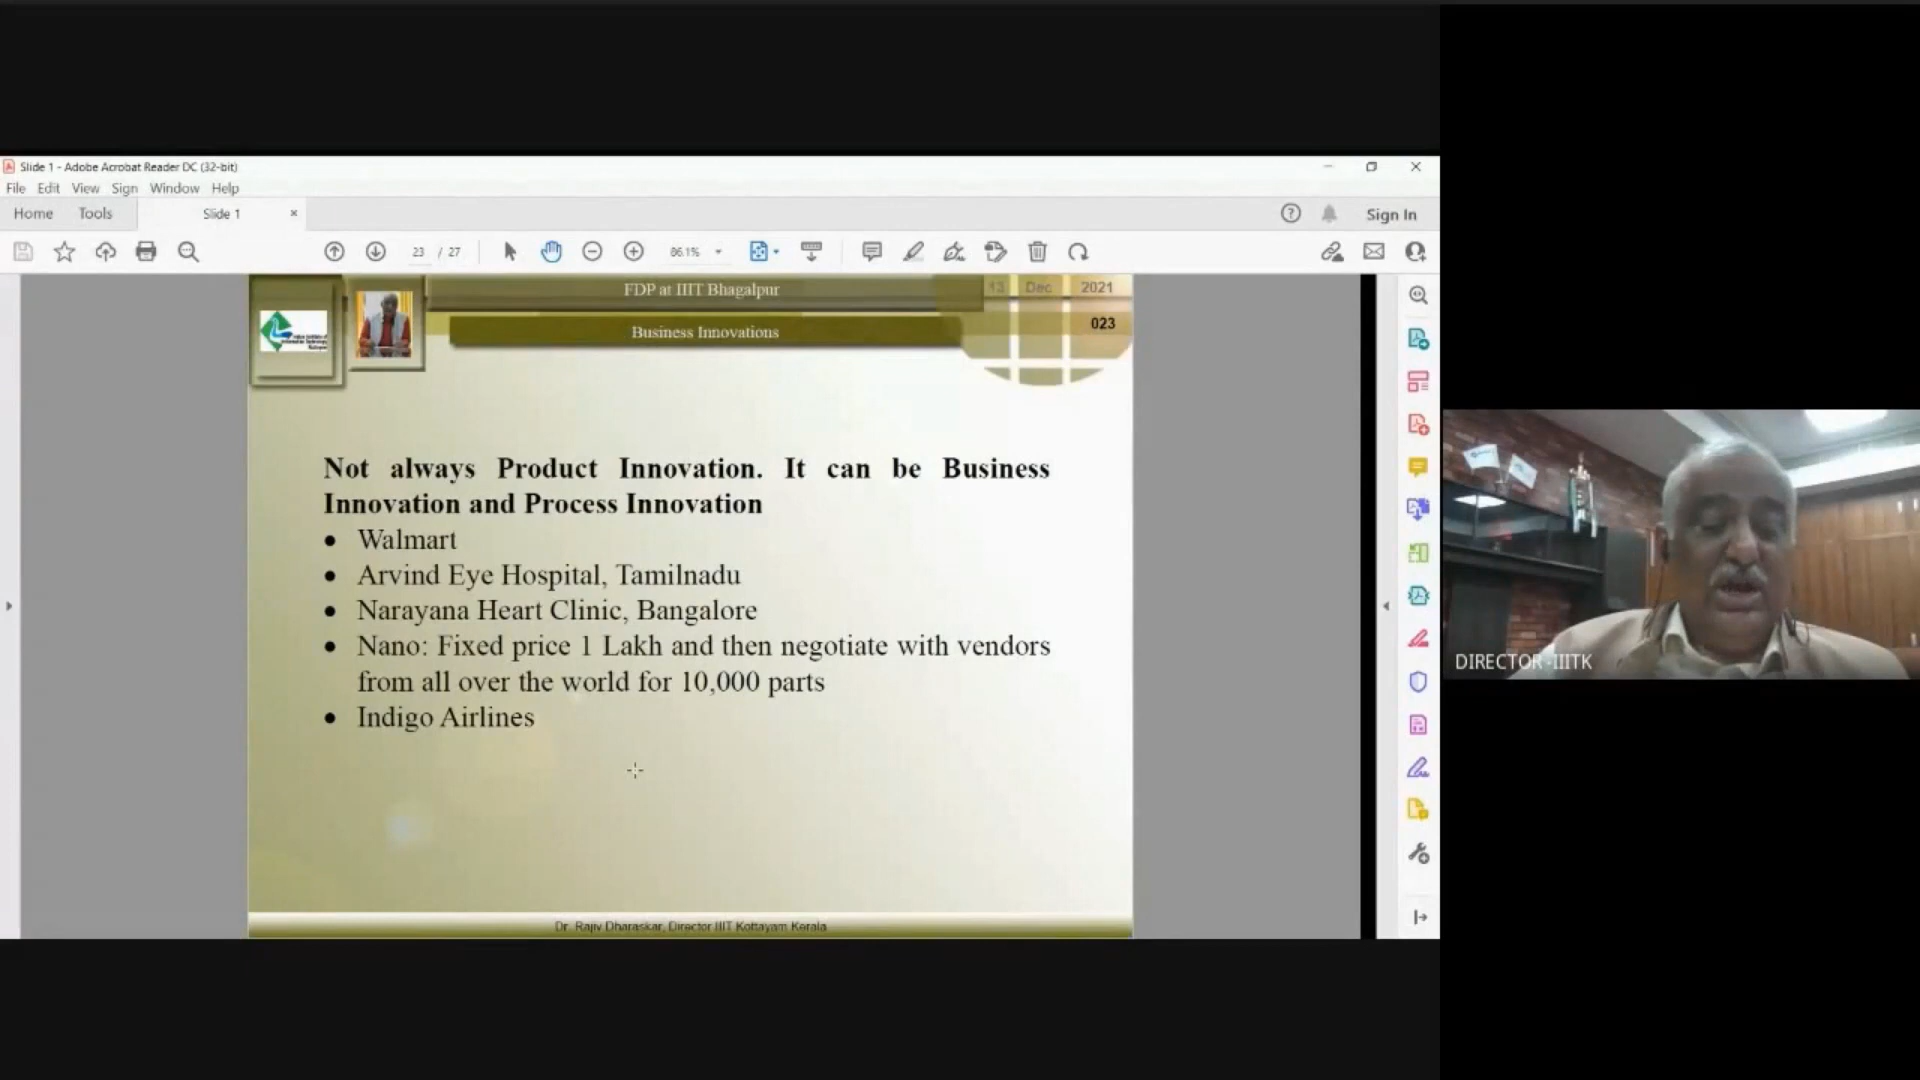 Slide 1 - Adobe Acrobat Reader DC (32-bit)
File Edit View Sign Window Help
Home Tools Slide 1
Sign In
23 / 27
86.1%
FDP at IIIT Bhagalpur
13 Dec 2021
Business Innovations
023
Not always Product Innovation. It can be Business
Innovation and Process Innovation
• Walmart
• Arvind Eye Hospital, Tamilnadu
• Narayana Heart Clinic, Bangalore
• Nano: Fixed price 1 Lakh and then negotiate with vendors
from all over the world for 10,000 parts
• Indigo Airlines
Dr. Rajiv Dharaskar, Director IIIT Kottayam Kerala
DIRECTOR -IIITK